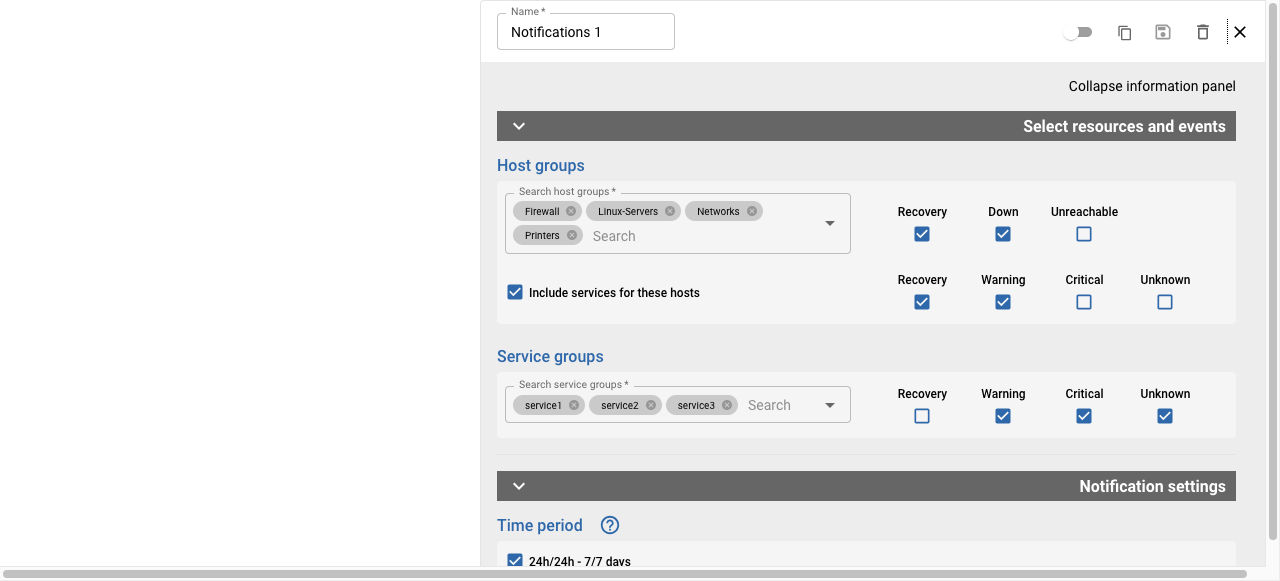 Name *
Notifications 1
Collapse information panel
Select resources and events
Host groups
Search host groups *
Firewall Linux-Servers Networks
Printers Search
Recovery Down Unreachable
Include services for these hosts
Recovery Warning Critical Unknown
Service groups
Search service groups *
service1 service2 service3 Search
Recovery Warning Critical Unknown
Notification settings
Time period ?
24h/24h - 7/7 days